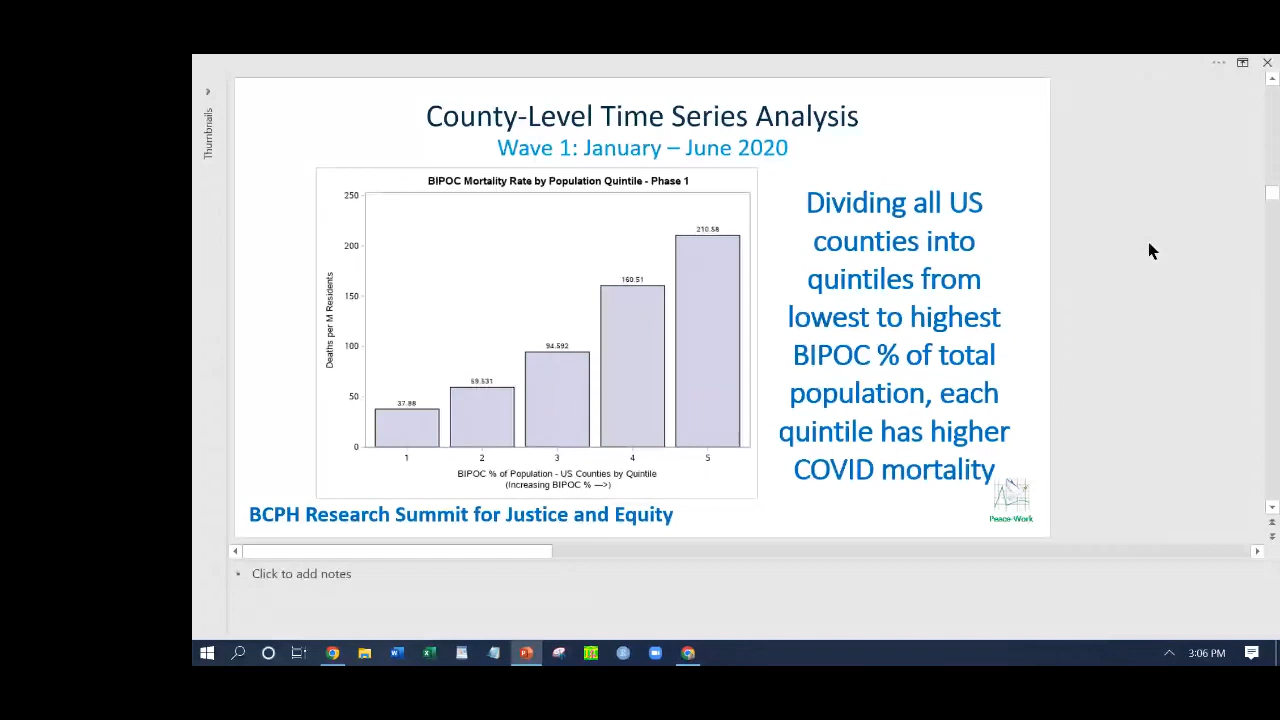 Thumbnails
County-Level Time Series Analysis
Wave 1: January – June 2020
BIPOC Mortality Rate by Population Quintile - Phase 1
Deaths per M Residents
250
200
150
100
50
0
37.88
59.531
94.592
160.51
210.58
1 2 3 4 5
BIPOC % of Population - US Counties by Quintile
(Increasing BIPOC % —>)
Dividing all US
counties into
quintiles from
lowest to highest
BIPOC % of total
population, each
quintile has higher
COVID mortality
Peace-Work
BCPH Research Summit for Justice and Equity
Click to add notes
3:06 PM